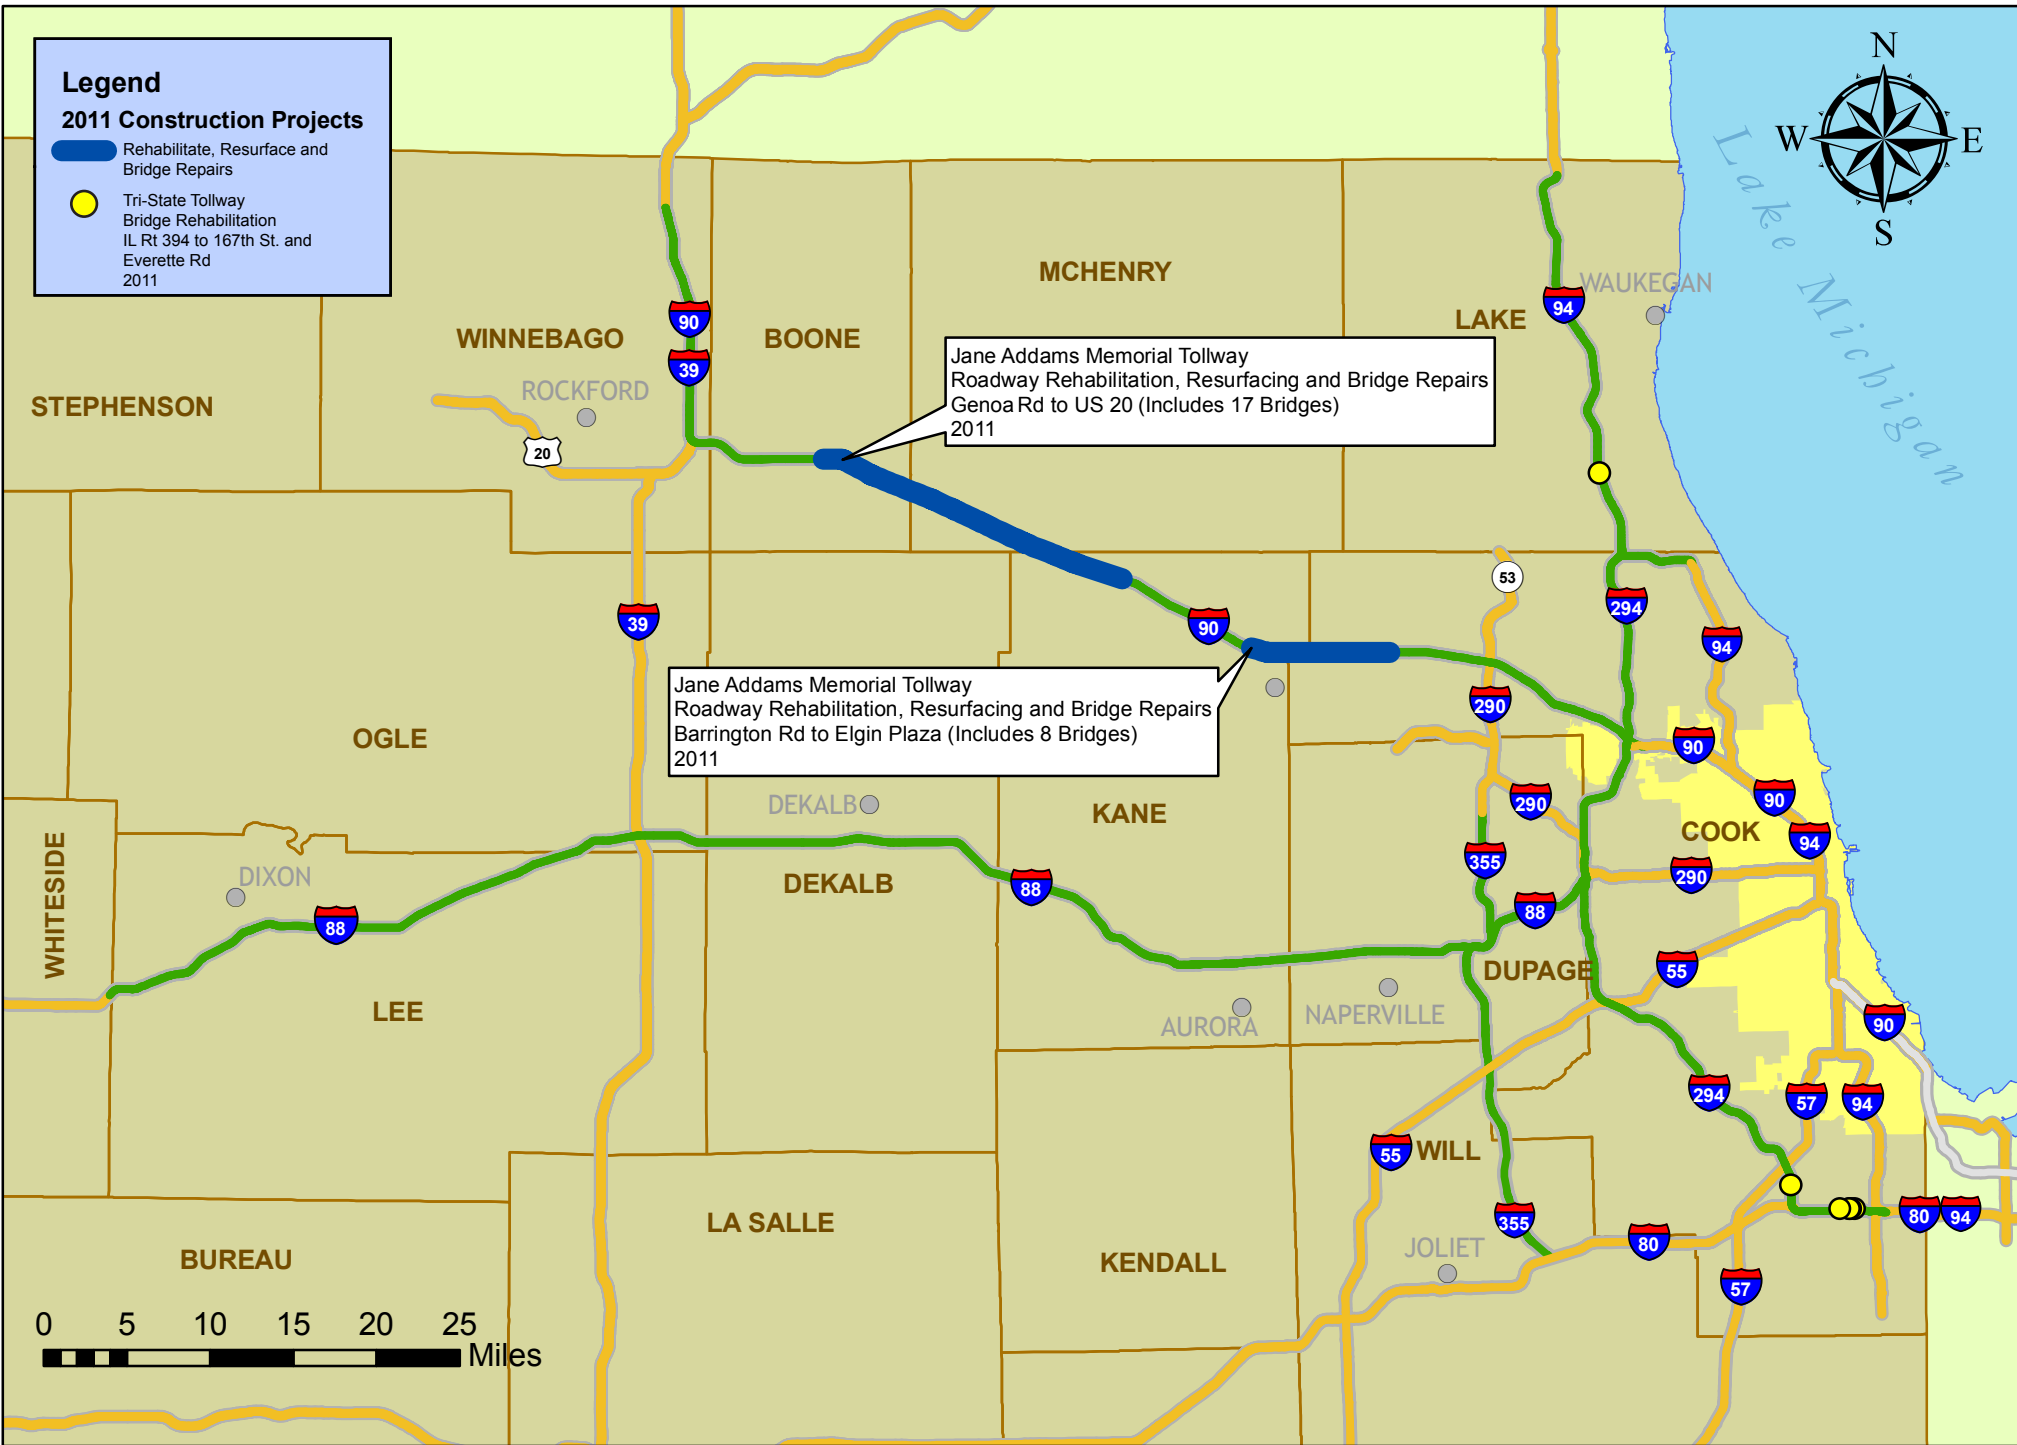 Legend
2011 Construction Projects
Rehabilitate, Resurface and
Bridge Repairs
Tri-State Tollway
Bridge Rehabilitation
IL Rt 394 to 167th St. and
Everette Rd
2011
N
W
E
S
Lake Michigan
MCHENRY
WAUKEGAN
94
LAKE
90
WINNEBAGO
BOONE
39
Jane Addams Memorial Tollway
Roadway Rehabilitation, Resurfacing and Bridge Repairs
Genoa Rd to US 20 (Includes 17 Bridges)
2011
ROCKFORD
STEPHENSON
20
53
294
39
90
94
Jane Addams Memorial Tollway
Roadway Rehabilitation, Resurfacing and Bridge Repairs
Barrington Rd to Elgin Plaza (Includes 8 Bridges)
2011
290
OGLE
90
DEKALB
KANE
290
90
COOK
94
WHITESIDE
DIXON
DEKALB
88
355
290
88
88
55
DUPAGE
LEE
AURORA
NAPERVILLE
90
294
57
94
55
WILL
LA SALLE
355
80
94
BUREAU
KENDALL
JOLIET
80
57
0 5 10 15 20 25
Miles